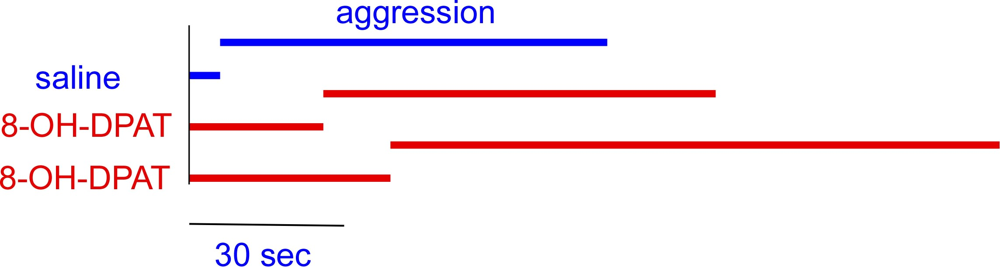 aggression
saline
8-OH-DPAT
8-OH-DPAT
30 sec